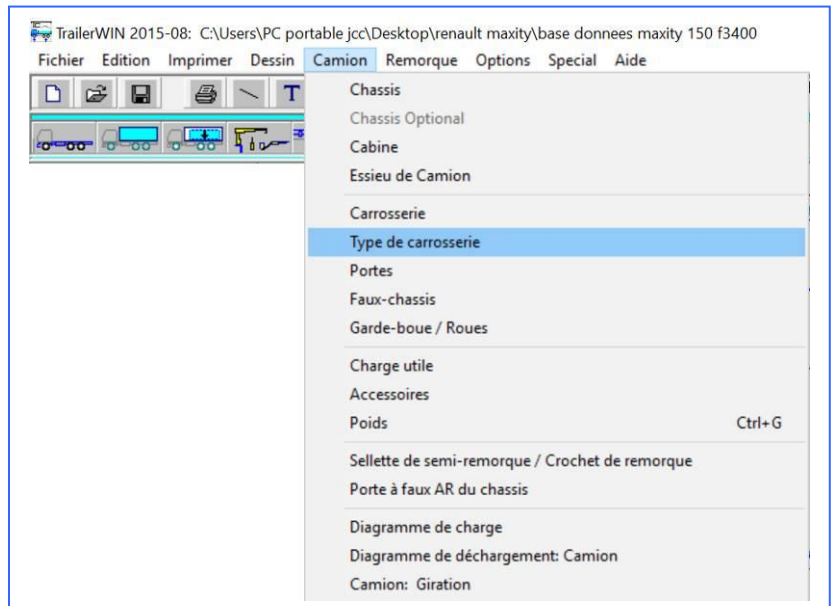 TrailerWIN 2015-08: C:\Users\PC portable jcc\Desktop\renault maxity\base donnees maxity 150 f3400
Fichier Edition Imprimer Dessin Camion Remorque Options Special Aide
T
Chassis
Chassis Optional
Cabine
Essieu de Camion
Carrosserie
Type de carrosserie
Portes
Faux-chassis
Garde-boue / Roues
Charge utile
Accessoires
Poids Ctrl+G
Sellette de semi-remorque / Crochet de remorque
Porte à faux AR du chassis
Diagramme de charge
Diagramme de déchargement: Camion
Camion: Giration